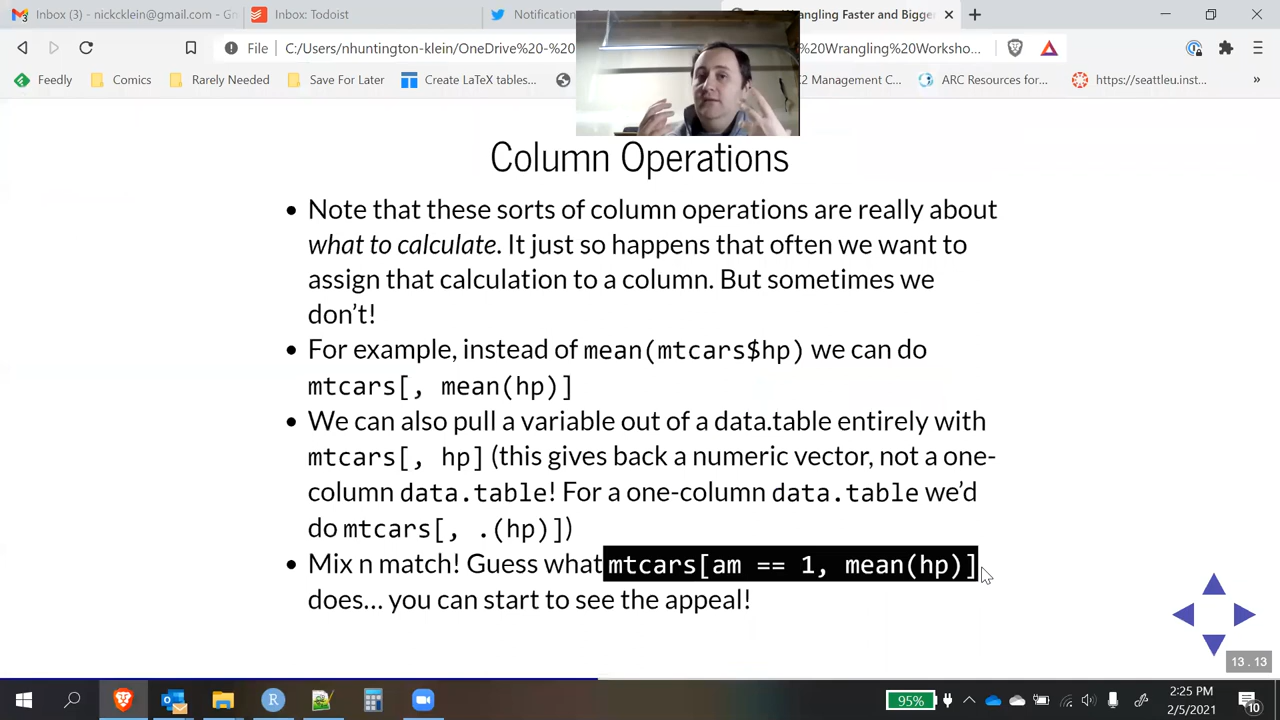 Inbox (3) nickcklein@gmail.com
Inbox: Todoist
Notification
Wrangling Faster and Bigger
File
C:/Users/nhuntington-klein/OneDrive%20-%20
%20Wrangling%20Worksho...
Feedly
Comics
Rarely Needed
Save For Later
Create LaTeX tables...
2 Management C...
ARC Resources for...
https://seattleu.inst...
»
Column Operations
Note that these sorts of column operations are really about
what to calculate. It just so happens that often we want to
assign that calculation to a column. But sometimes we
don't!
For example, instead of mean(mtcars$hp) we can do
mtcars[, mean(hp)]
We can also pull a variable out of a data.table entirely with
mtcars[, hp] (this gives back a numeric vector, not a one-
column data.table! For a one-column data.table we'd
do mtcars[, .(hp)])
Mix n match! Guess what mtcars[am == 1, mean(hp)]
does... you can start to see the appeal!
13.13
95%
2:25 PM
2/5/2021
10